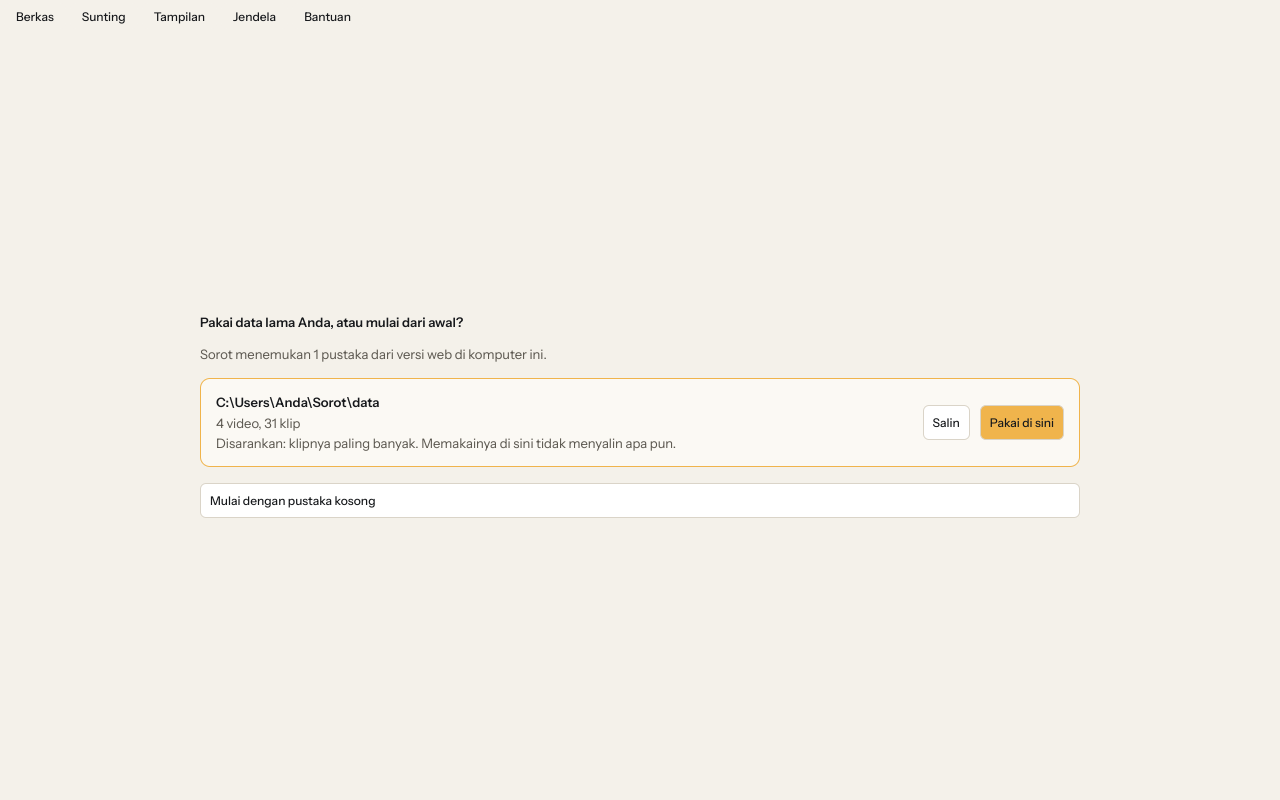 Berkas Sunting Tampilan Jendela Bantuan
Pakai data lama Anda, atau mulai dari awal?
Sorot menemukan 1 pustaka dari versi web di komputer ini.
C:\Users\Anda\Sorot\data
4 video, 31 klip
Disarankan: klipnya paling banyak. Memakainya di sini tidak menyalin apa pun.
Salin Pakai di sini
Mulai dengan pustaka kosong